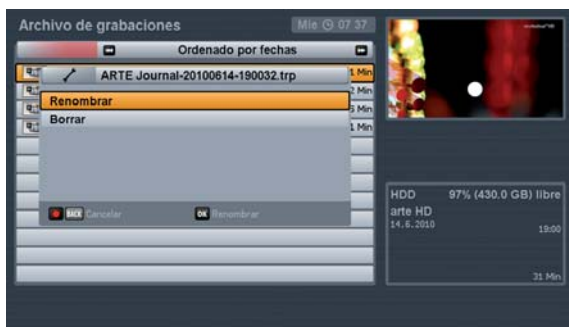 Archivo de grabaciones
Mie 07 37
Ordenado por fechas
ARTE Journal-20100614-190032.trp
1 Min
2 Min
5 Min
1 Min
Renombrar
Borrar
BACK Cancelar
OK Renombrar
HDD 97% (430.0 GB) libre
arte HD
14.6.2010
19:00
31 Min